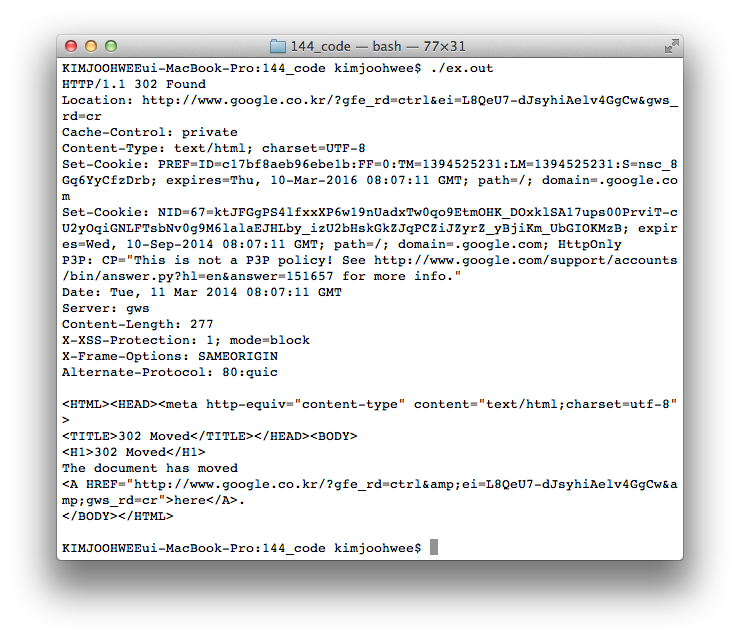 144_code — bash — 77×31
KIMJOOHWEEui-MacBook-Pro:144_code kimjoohwee$ ./ex.out
HTTP/1.1 302 Found
Location: http://www.google.co.kr/?gfe_rd=ctrl&ei=L8QeU7-dJsyhiAelv4GgCw&gws_
rd=cr
Cache-Control: private
Content-Type: text/html; charset=UTF-8
Set-Cookie: PREF=ID=c17bf8aeb96ebe1b:FF=0:TM=1394525231:LM=1394525231:S=nsc_8
Gq6YyCfzDrb; expires=Thu, 10-Mar-2016 08:07:11 GMT; path=/; domain=.google.co
m
Set-Cookie: NID=67=ktJFGgPS4lfxxXP6w19nUadxTw0qo9EtmOHK_DOxklSA17ups00PrviT-c
U2yOqiGNLFTsbNv0g9M6lalaEJHLby_izU2bHskGkZJqPCZiJZyrZ_yBjiKm_UbGIOKMzB; expir
es=Wed, 10-Sep-2014 08:07:11 GMT; path=/; domain=.google.com; HttpOnly
P3P: CP="This is not a P3P policy! See http://www.google.com/support/accounts
/bin/answer.py?hl=en&answer=151657 for more info."
Date: Tue, 11 Mar 2014 08:07:11 GMT
Server: gws
Content-Length: 277
X-XSS-Protection: 1; mode=block
X-Frame-Options: SAMEORIGIN
Alternate-Protocol: 80:quic
<HTML><HEAD><meta http-equiv="content-type" content="text/html;charset=utf-8"
>
<TITLE>302 Moved</TITLE></HEAD><BODY>
<H1>302 Moved</H1>
The document has moved
<A HREF="http://www.google.co.kr/?gfe_rd=ctrl&amp;ei=L8QeU7-dJsyhiAelv4GgCw&a
mp;gws_rd=cr">here</A>.
</BODY></HTML>
KIMJOOHWEEui-MacBook-Pro:144_code kimjoohwee$